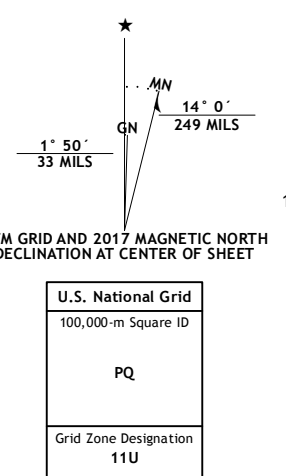 MN
14° 0´
249 MILS
GN
1° 50´
33 MILS
M GRID AND 2017 MAGNETIC NORTH
DECLINATION AT CENTER OF SHEET
U.S. National Grid
100,000-m Square ID
PQ
Grid Zone Designation
11U